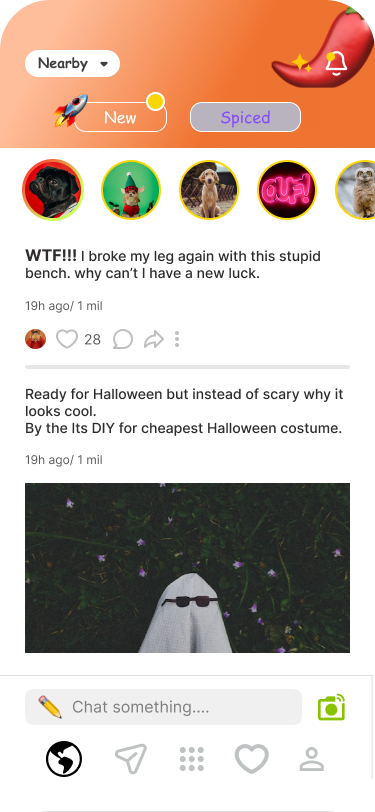 Nearby
New
Spiced
OUF!
WTF!!! I broke my leg again with this stupid
bench. why can't I have a new luck.
19h ago/ 1 mil
28
Ready for Halloween but instead of scary why it
looks cool.
By the Its DIY for cheapest Halloween costume.
19h ago/ 1 mil
Chat something....